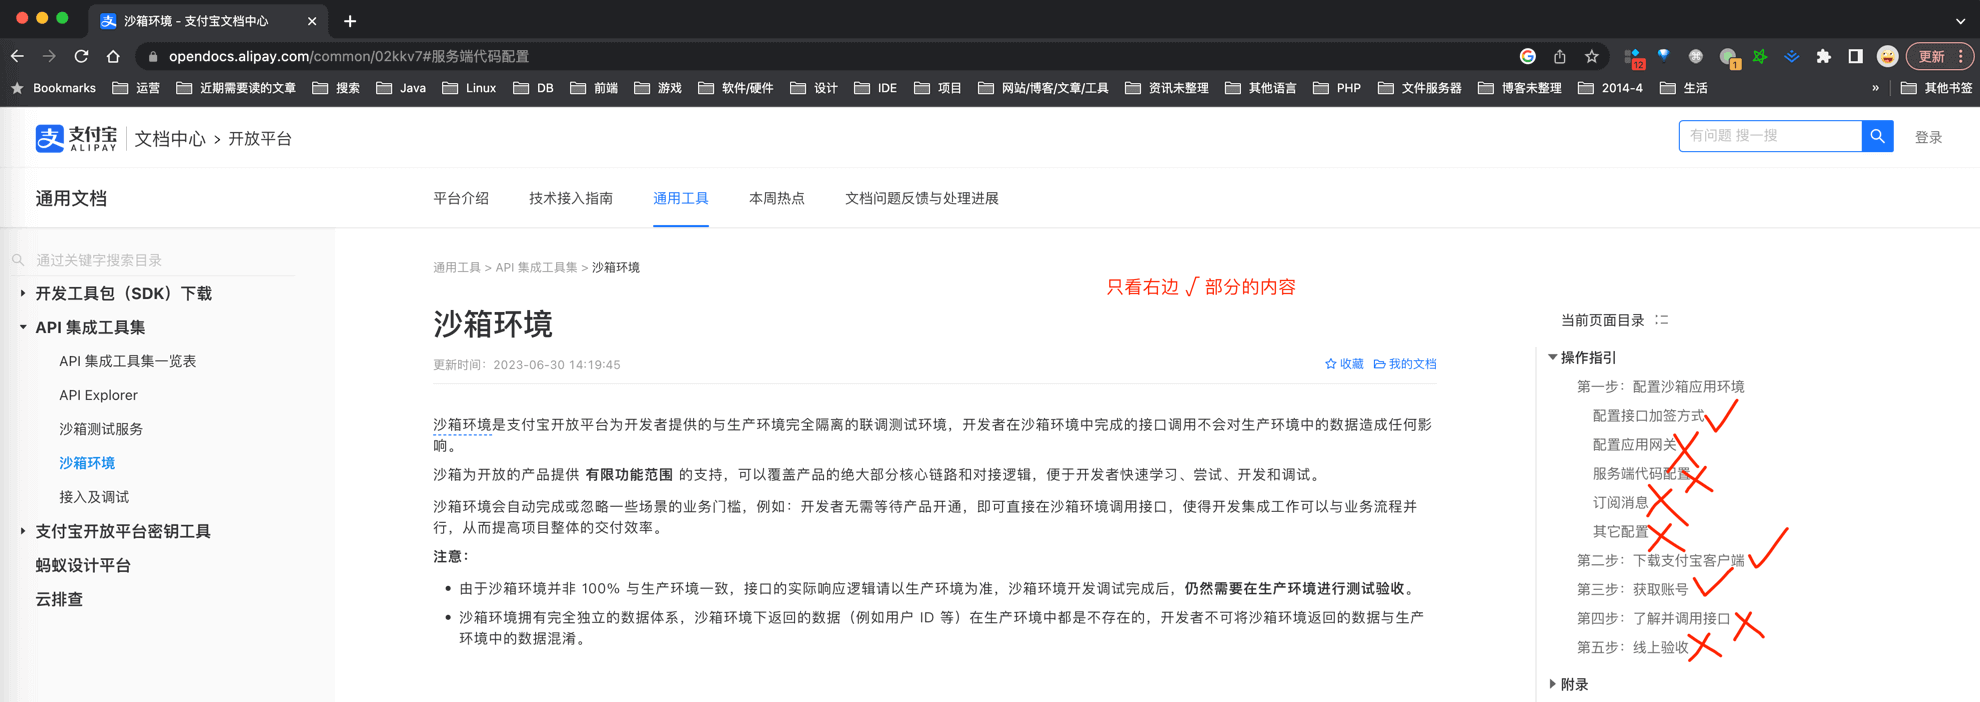 沙箱环境 - 支付宝文档中心
opendocs.alipay.com/common/02kkv7#服务端代码配置
12
1
更新
Bookmarks 运营 近期需要读的文章 搜索 Java Linux DB 前端 游戏 软件/硬件 设计 IDE 项目 网站/博客/文章/工具 资讯未整理 其他语言 PHP 文件服务器 博客未整理 2014-4 生活 » 其他书签
支 支付宝 ALIPAY 文档中心 > 开放平台
有问题 搜一搜
登录
通用文档
平台介绍 技术接入指南 通用工具 本周热点 文档问题反馈与处理进展
通过关键字搜索目录
开发工具包（SDK）下载
API 集成工具集
API 集成工具集一览表
API Explorer
沙箱测试服务
沙箱环境
接入及调试
支付宝开放平台密钥工具
蚂蚁设计平台
云排查
通用工具 > API 集成工具集 > 沙箱环境
只看右边 √ 部分的内容
沙箱环境
更新时间：2023-06-30 14:19:45
收藏 我的文档
沙箱环境是支付宝开放平台为开发者提供的与生产环境完全隔离的联调测试环境，开发者在沙箱环境中完成的接口调用不会对生产环境中的数据造成任何影
响。
沙箱为开放的产品提供 有限功能范围 的支持，可以覆盖产品的绝大部分核心链路和对接逻辑，便于开发者快速学习、尝试、开发和调试。
沙箱环境会自动完成或忽略一些场景的业务门槛，例如：开发者无需等待产品开通，即可直接在沙箱环境调用接口，使得开发集成工作可以与业务流程并
行，从而提高项目整体的交付效率。
注意：
• 由于沙箱环境并非 100% 与生产环境一致，接口的实际响应逻辑请以生产环境为准，沙箱环境开发调试完成后，仍然需要在生产环境进行测试验收。
• 沙箱环境拥有完全独立的数据体系，沙箱环境下返回的数据（例如用户 ID 等）在生产环境中都是不存在的，开发者不可将沙箱环境返回的数据与生产
环境中的数据混淆。
当前页面目录
操作指引
第一步：配置沙箱应用环境
配置接口加签方式
配置应用网关
服务端代码配置
订阅消息
其它配置
第二步：下载支付宝客户端
第三步：获取账号
第四步：了解并调用接口
第五步：线上验收
附录